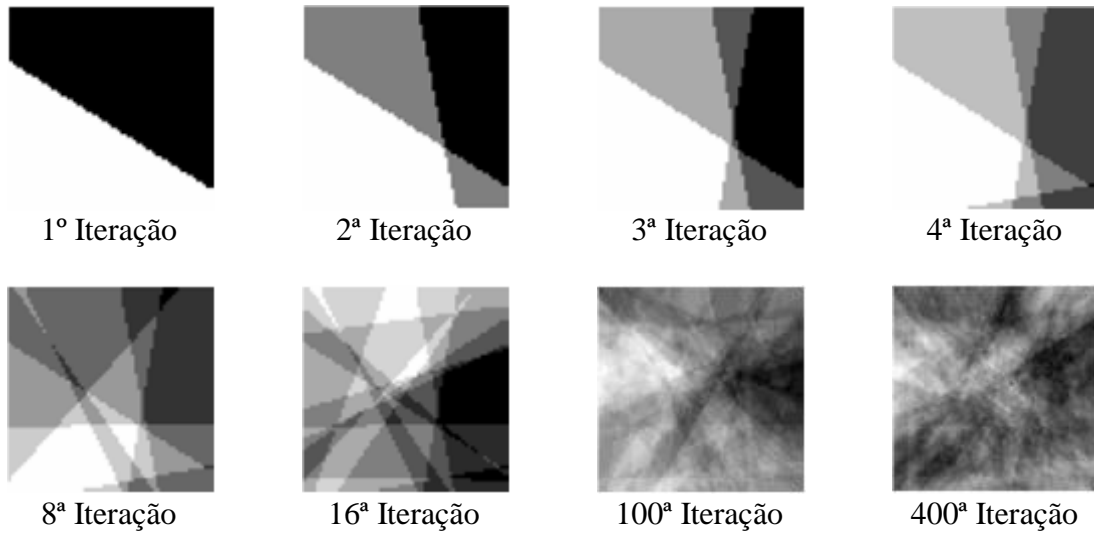 1º Iteração
2ª Iteração
3ª Iteração
4ª Iteração
8ª Iteração
16ª Iteração
100ª Iteração
400ª Iteração